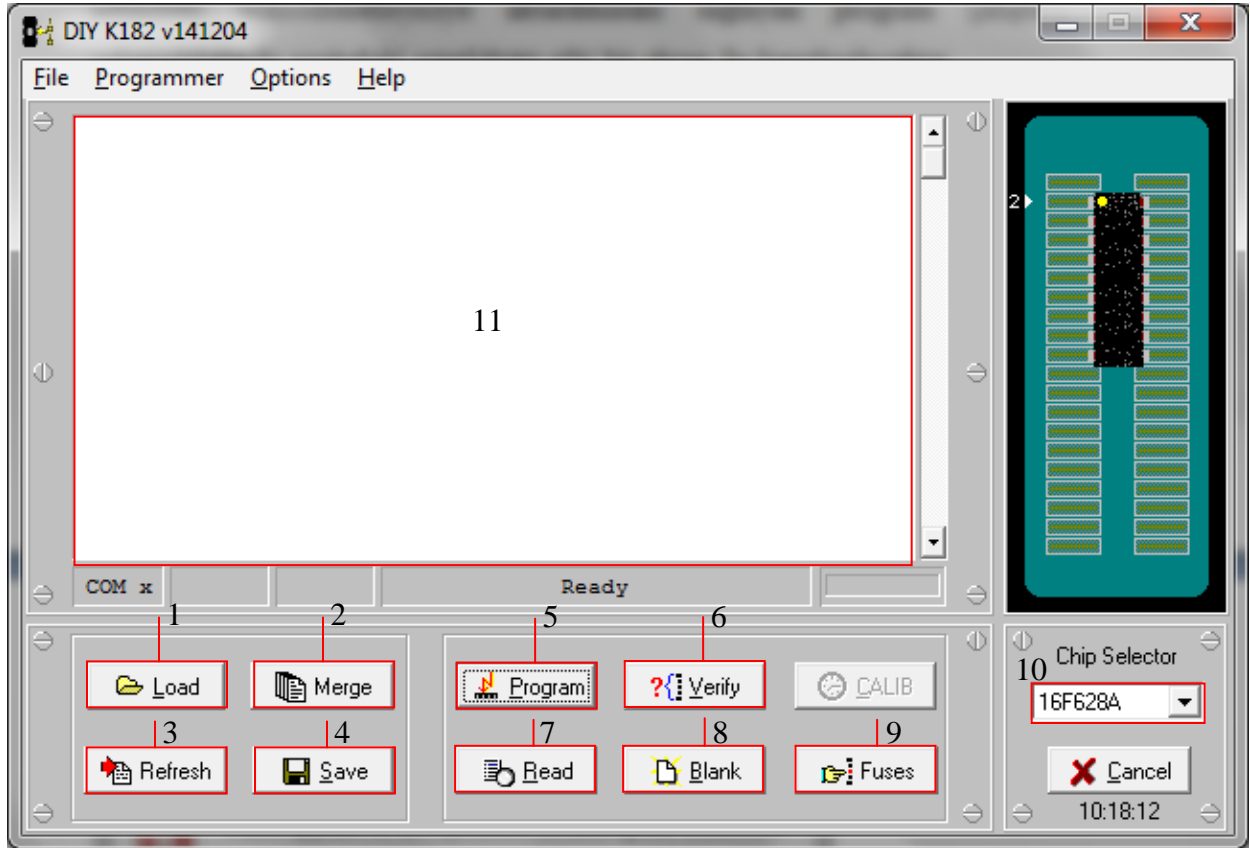 DIY K182 v141204
File Programmer Options Help
2
11
COM x Ready
1 2 5 6
Load Merge Program Verify CALIB
3 4 7 8 9
Refresh Save Read Blank Fuses
Chip Selector
10
16F628A
Cancel
10:18:12